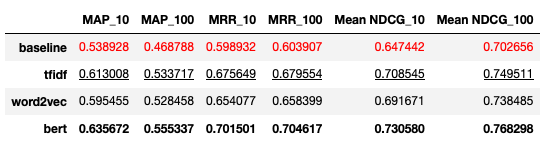 MAP_10 MAP_100 MRR_10 MRR_100 Mean NDCG_10 Mean NDCG_100
baseline 0.538928 0.468788 0.598932 0.603907 0.647442 0.702656
tfidf 0.613008 0.533717 0.675649 0.679554 0.708545 0.749511
word2vec 0.595455 0.528458 0.654077 0.658399 0.691671 0.738485
bert 0.635672 0.555337 0.701501 0.704617 0.730580 0.768298